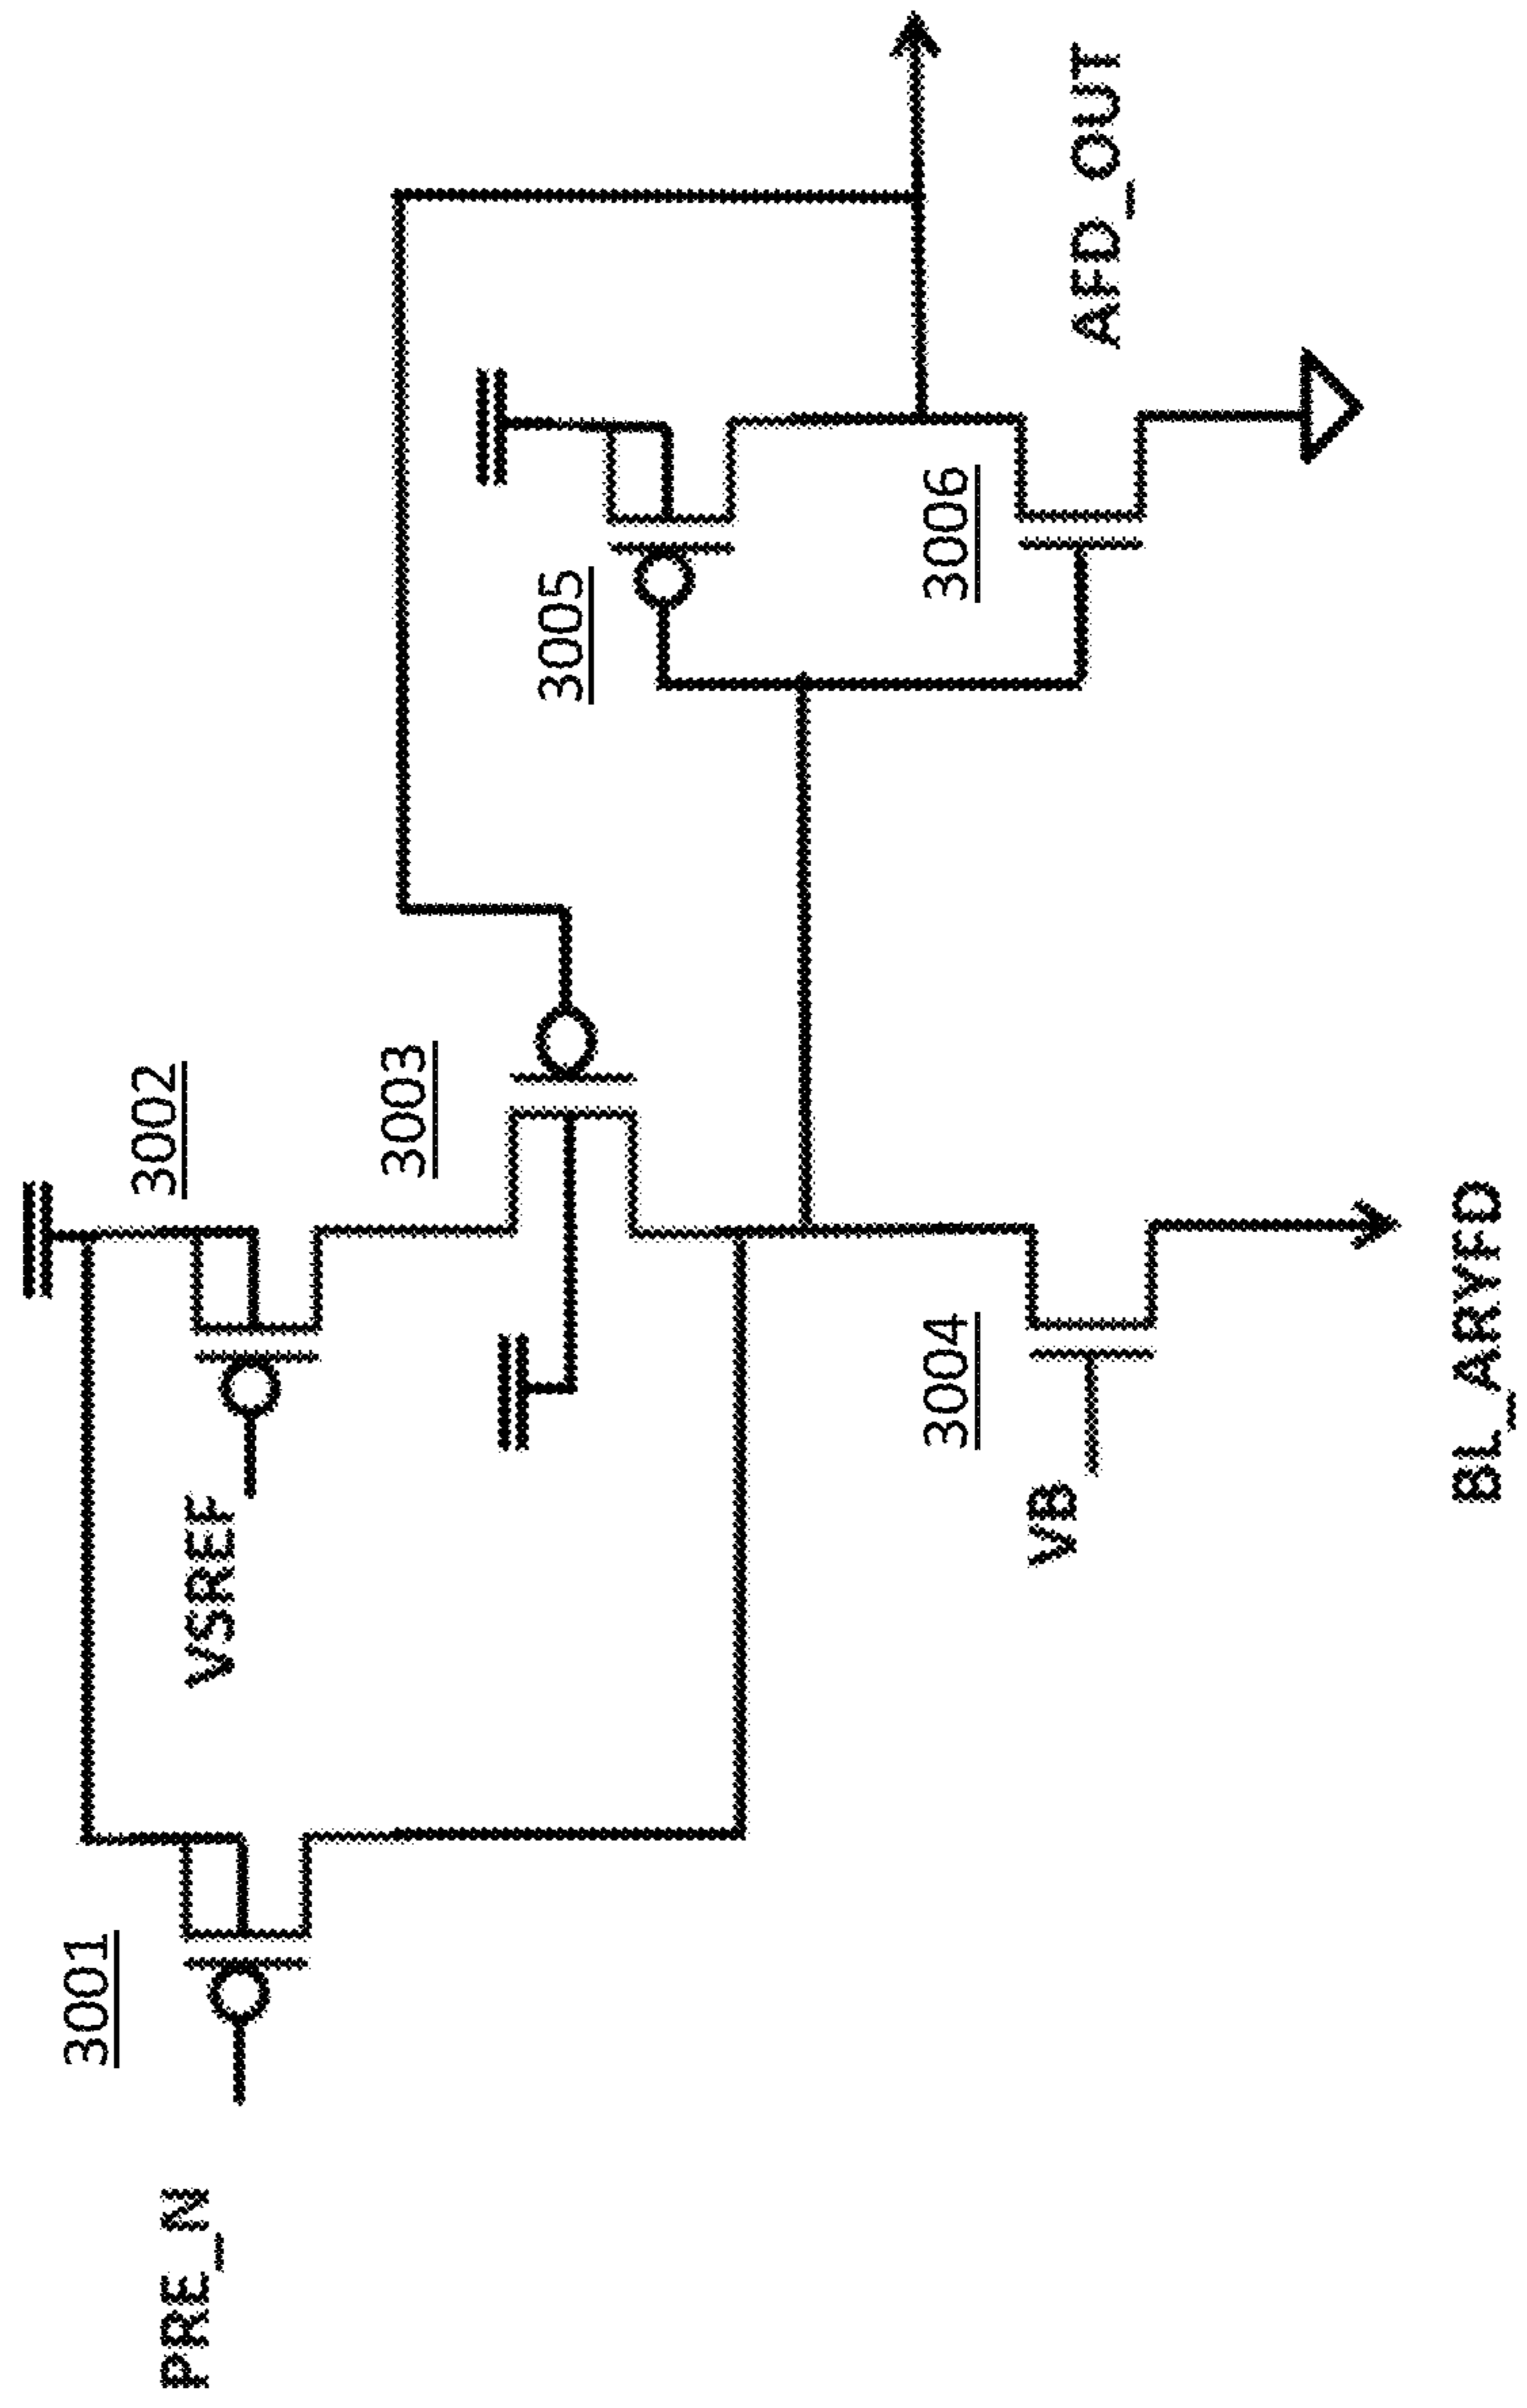 PRE_N
3001
VSREF
3002
3003
VB
3004
BL_ARYFD
3005
3006
AFD_OUT